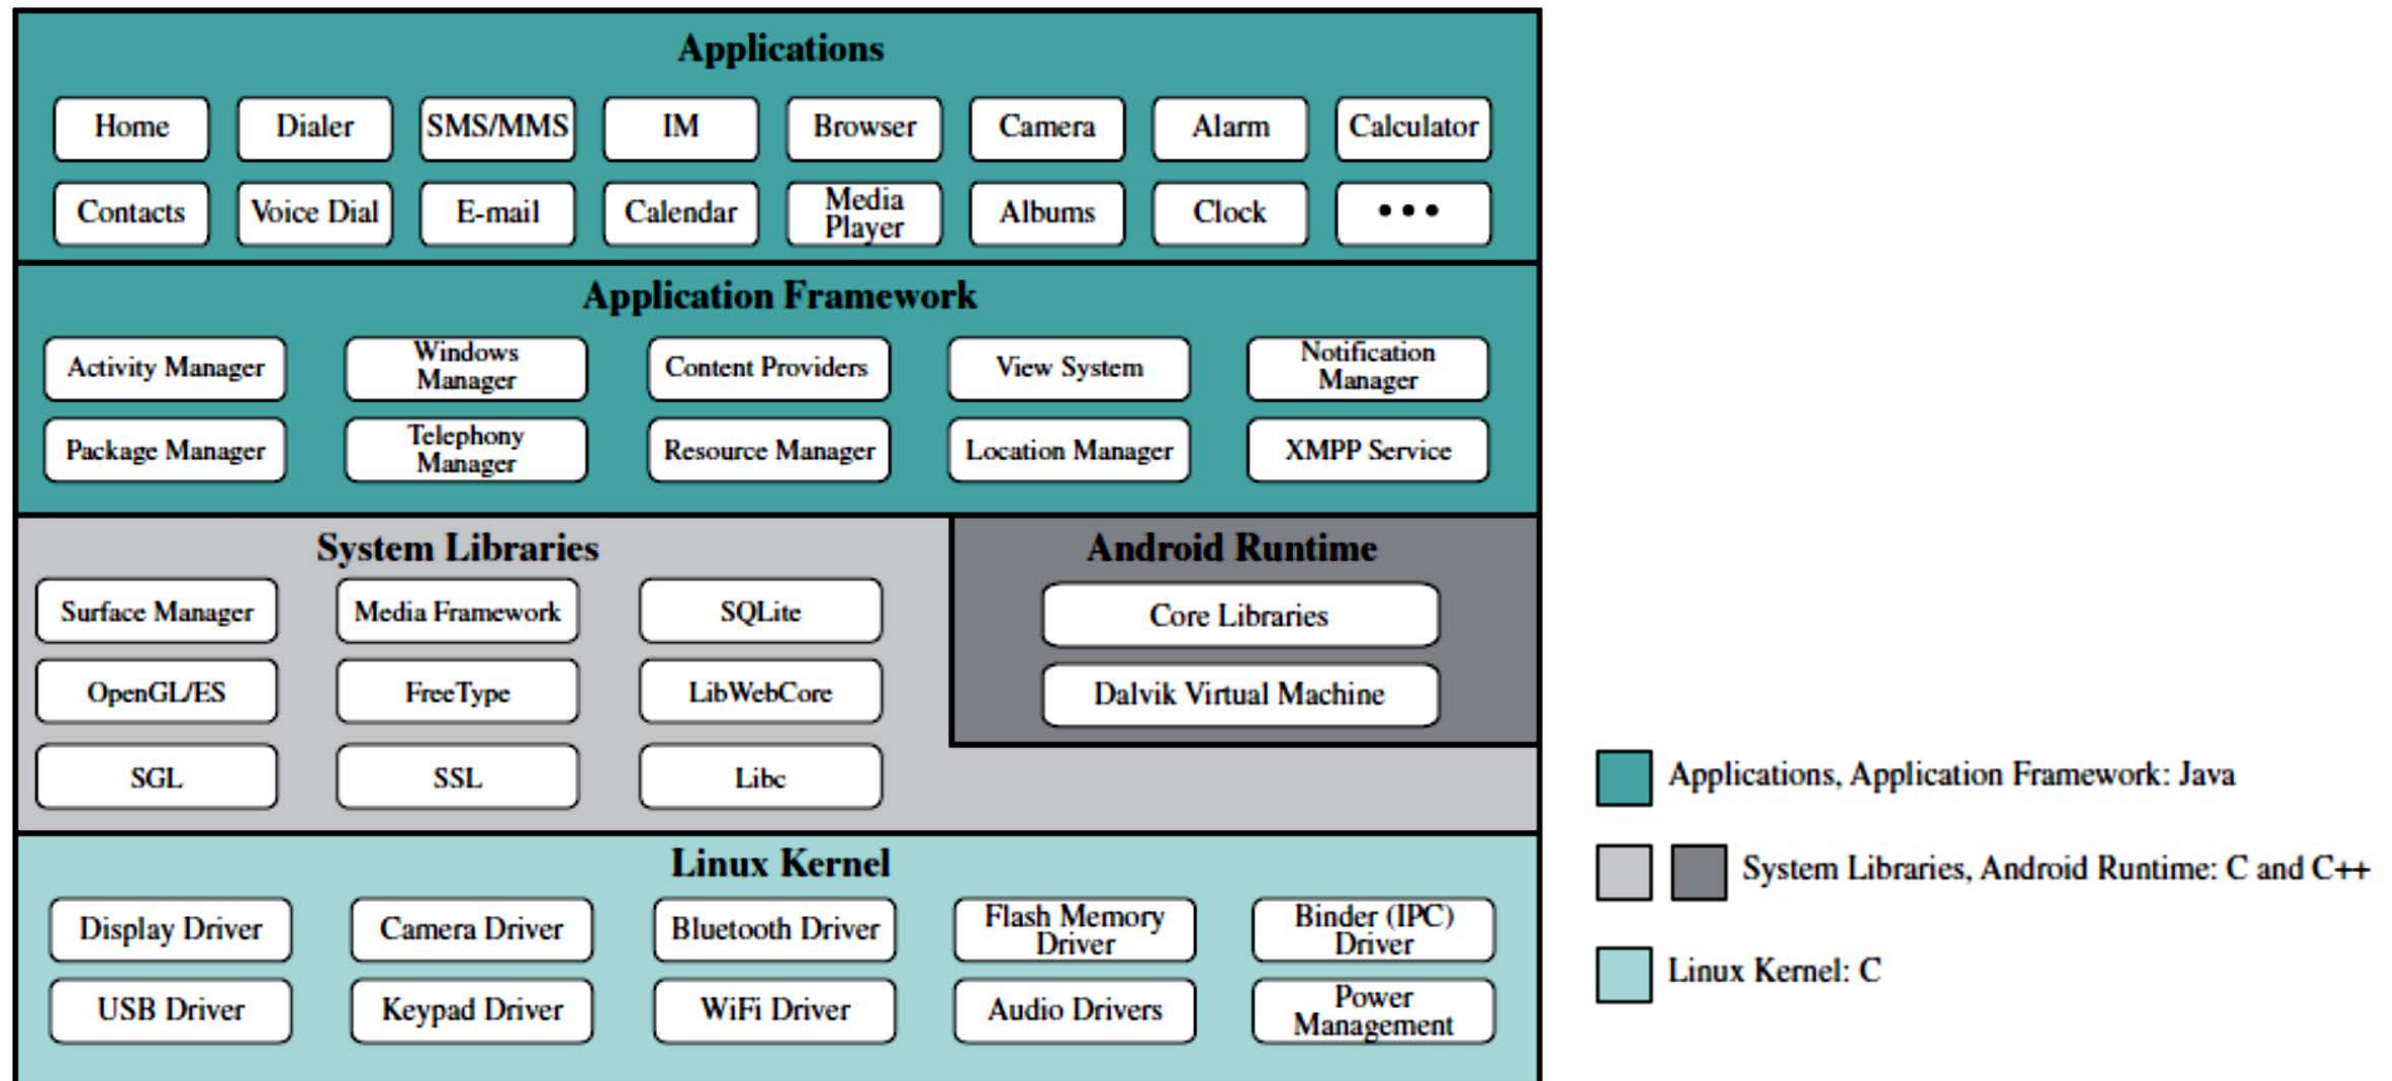 Applications
Home Dialer SMS/MMS IM Browser Camera Alarm Calculator
Contacts Voice Dial E-mail Calendar Media Player Albums Clock •••
Application Framework
Activity Manager Windows Manager Content Providers View System Notification Manager
Package Manager Telephony Manager Resource Manager Location Manager XMPP Service
System Libraries
Surface Manager Media Framework SQLite
OpenGL/ES FreeType LibWebCore
SGL SSL Libc
Android Runtime
Core Libraries
Dalvik Virtual Machine
Linux Kernel
Display Driver Camera Driver Bluetooth Driver Flash Memory Driver Binder (IPC) Driver
USB Driver Keypad Driver WiFi Driver Audio Drivers Power Management
Applications, Application Framework: Java
System Libraries, Android Runtime: C and C++
Linux Kernel: C